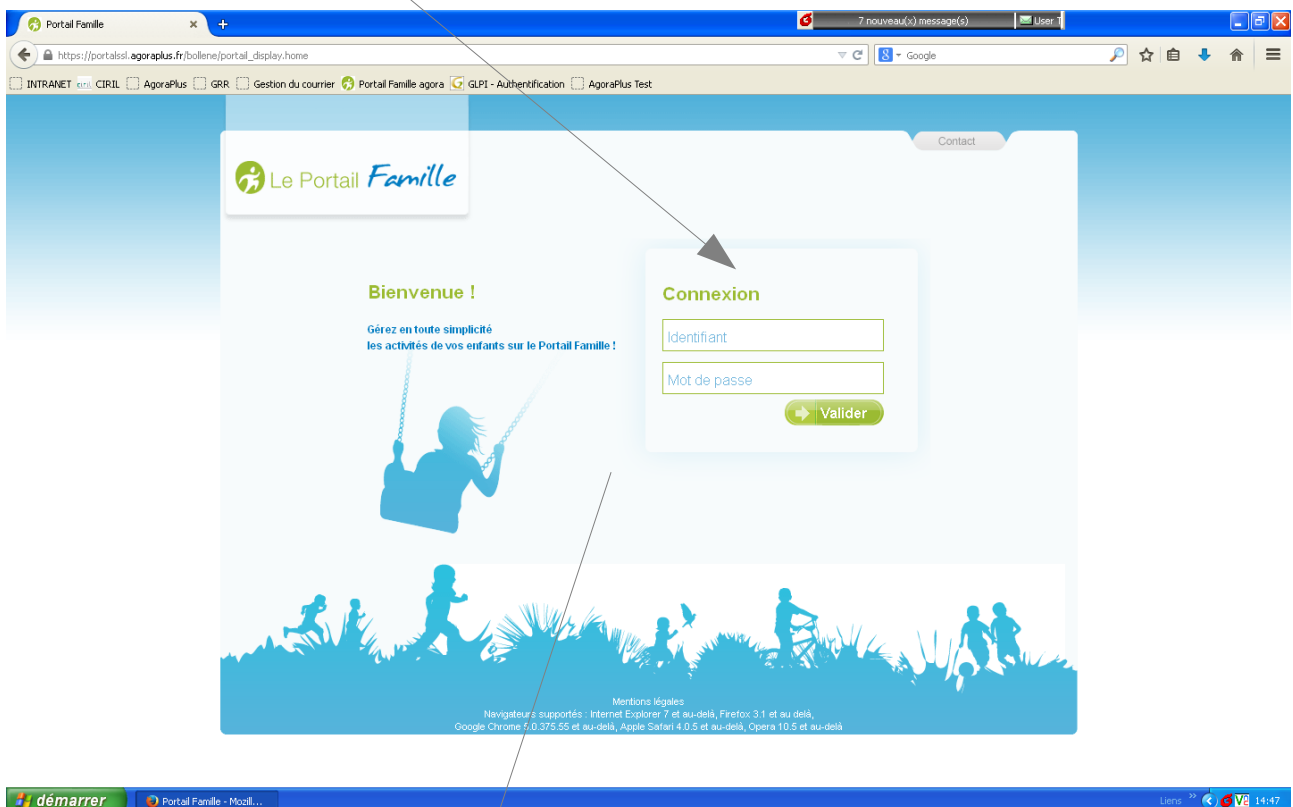 Portail Famille
7 nouveau(x) message(s)
User T
https://portalssl.agoraplus.fr/bollene/portail_display.home
Google
INTRANET CIRIL AgoraPlus GRR Gestion du courrier Portail Famille agora GLPI - Authentification AgoraPlus Test
Contact
Le Portail Famille
Bienvenue !
Gérez en toute simplicité
les activités de vos enfants sur le Portail Famille !
Connexion
Identifiant
Mot de passe
Valider
Mentions légales
Navigateurs supportés : Internet Explorer 7 et au-delà, Firefox 3.1 et au delà,
Google Chrome 5.0.375.55 et au-delà, Apple Safari 4.0.5 et au-delà, Opera 10.5 et au-delà
démarrer
Portail Famille - Mozill...
Liens
14:47